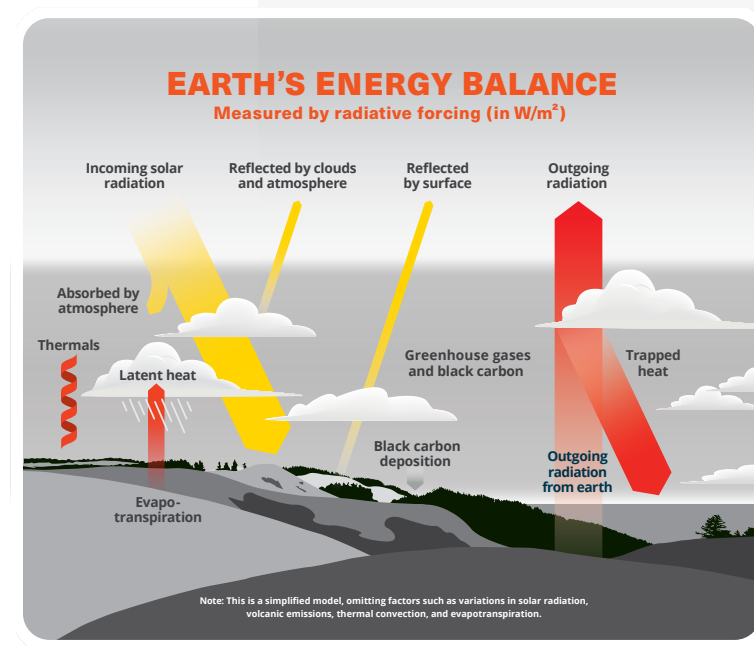 EARTH'S ENERGY BALANCE
Measured by radiative forcing (in W/m²)
Incoming solar
radiation
Reflected by clouds
and atmosphere
Reflected
by surface
Outgoing
radiation
Absorbed by
atmosphere
Thermals
Latent heat
Greenhouse gases
and black carbon
Trapped
heat
Black carbon
deposition
Outgoing
radiation
from earth
Evapo-
transpiration
Note: This is a simplified model, omitting factors such as variations in solar radiation,
volcanic emissions, thermal convection, and evapotranspiration.